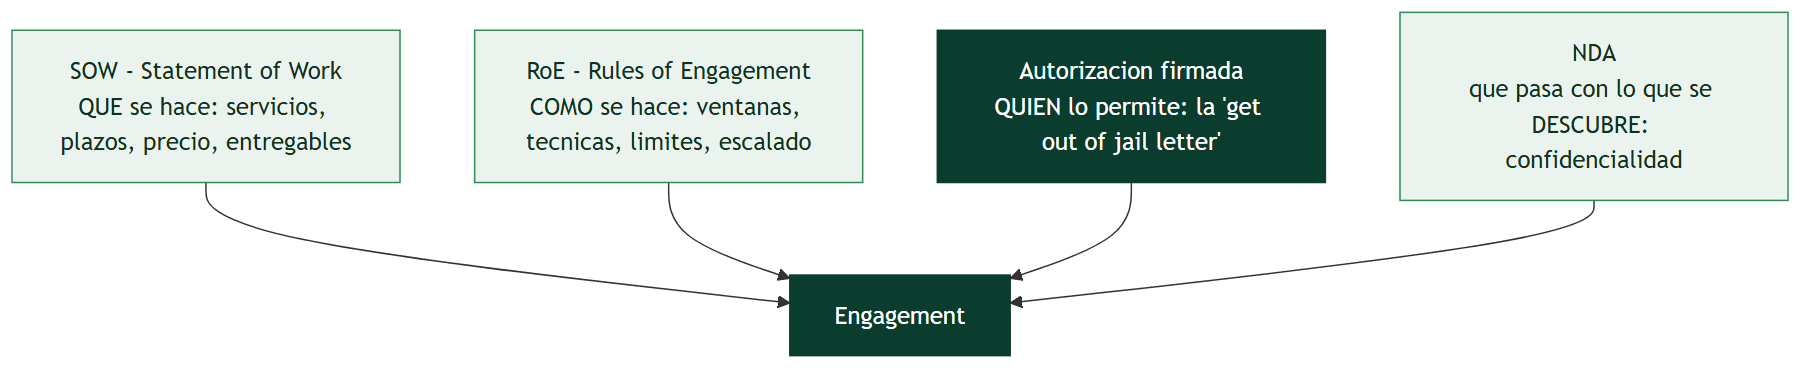 SOW - Statement of Work
QUE se hace: servicios,
plazos, precio, entregables
RoE - Rules of Engagement
COMO se hace: ventanas,
tecnicas, limites, escalado
Autorizacion firmada
QUIEN lo permite: la 'get
out of jail letter'
NDA
que pasa con lo que se
DESCUBRE:
confidencialidad
Engagement